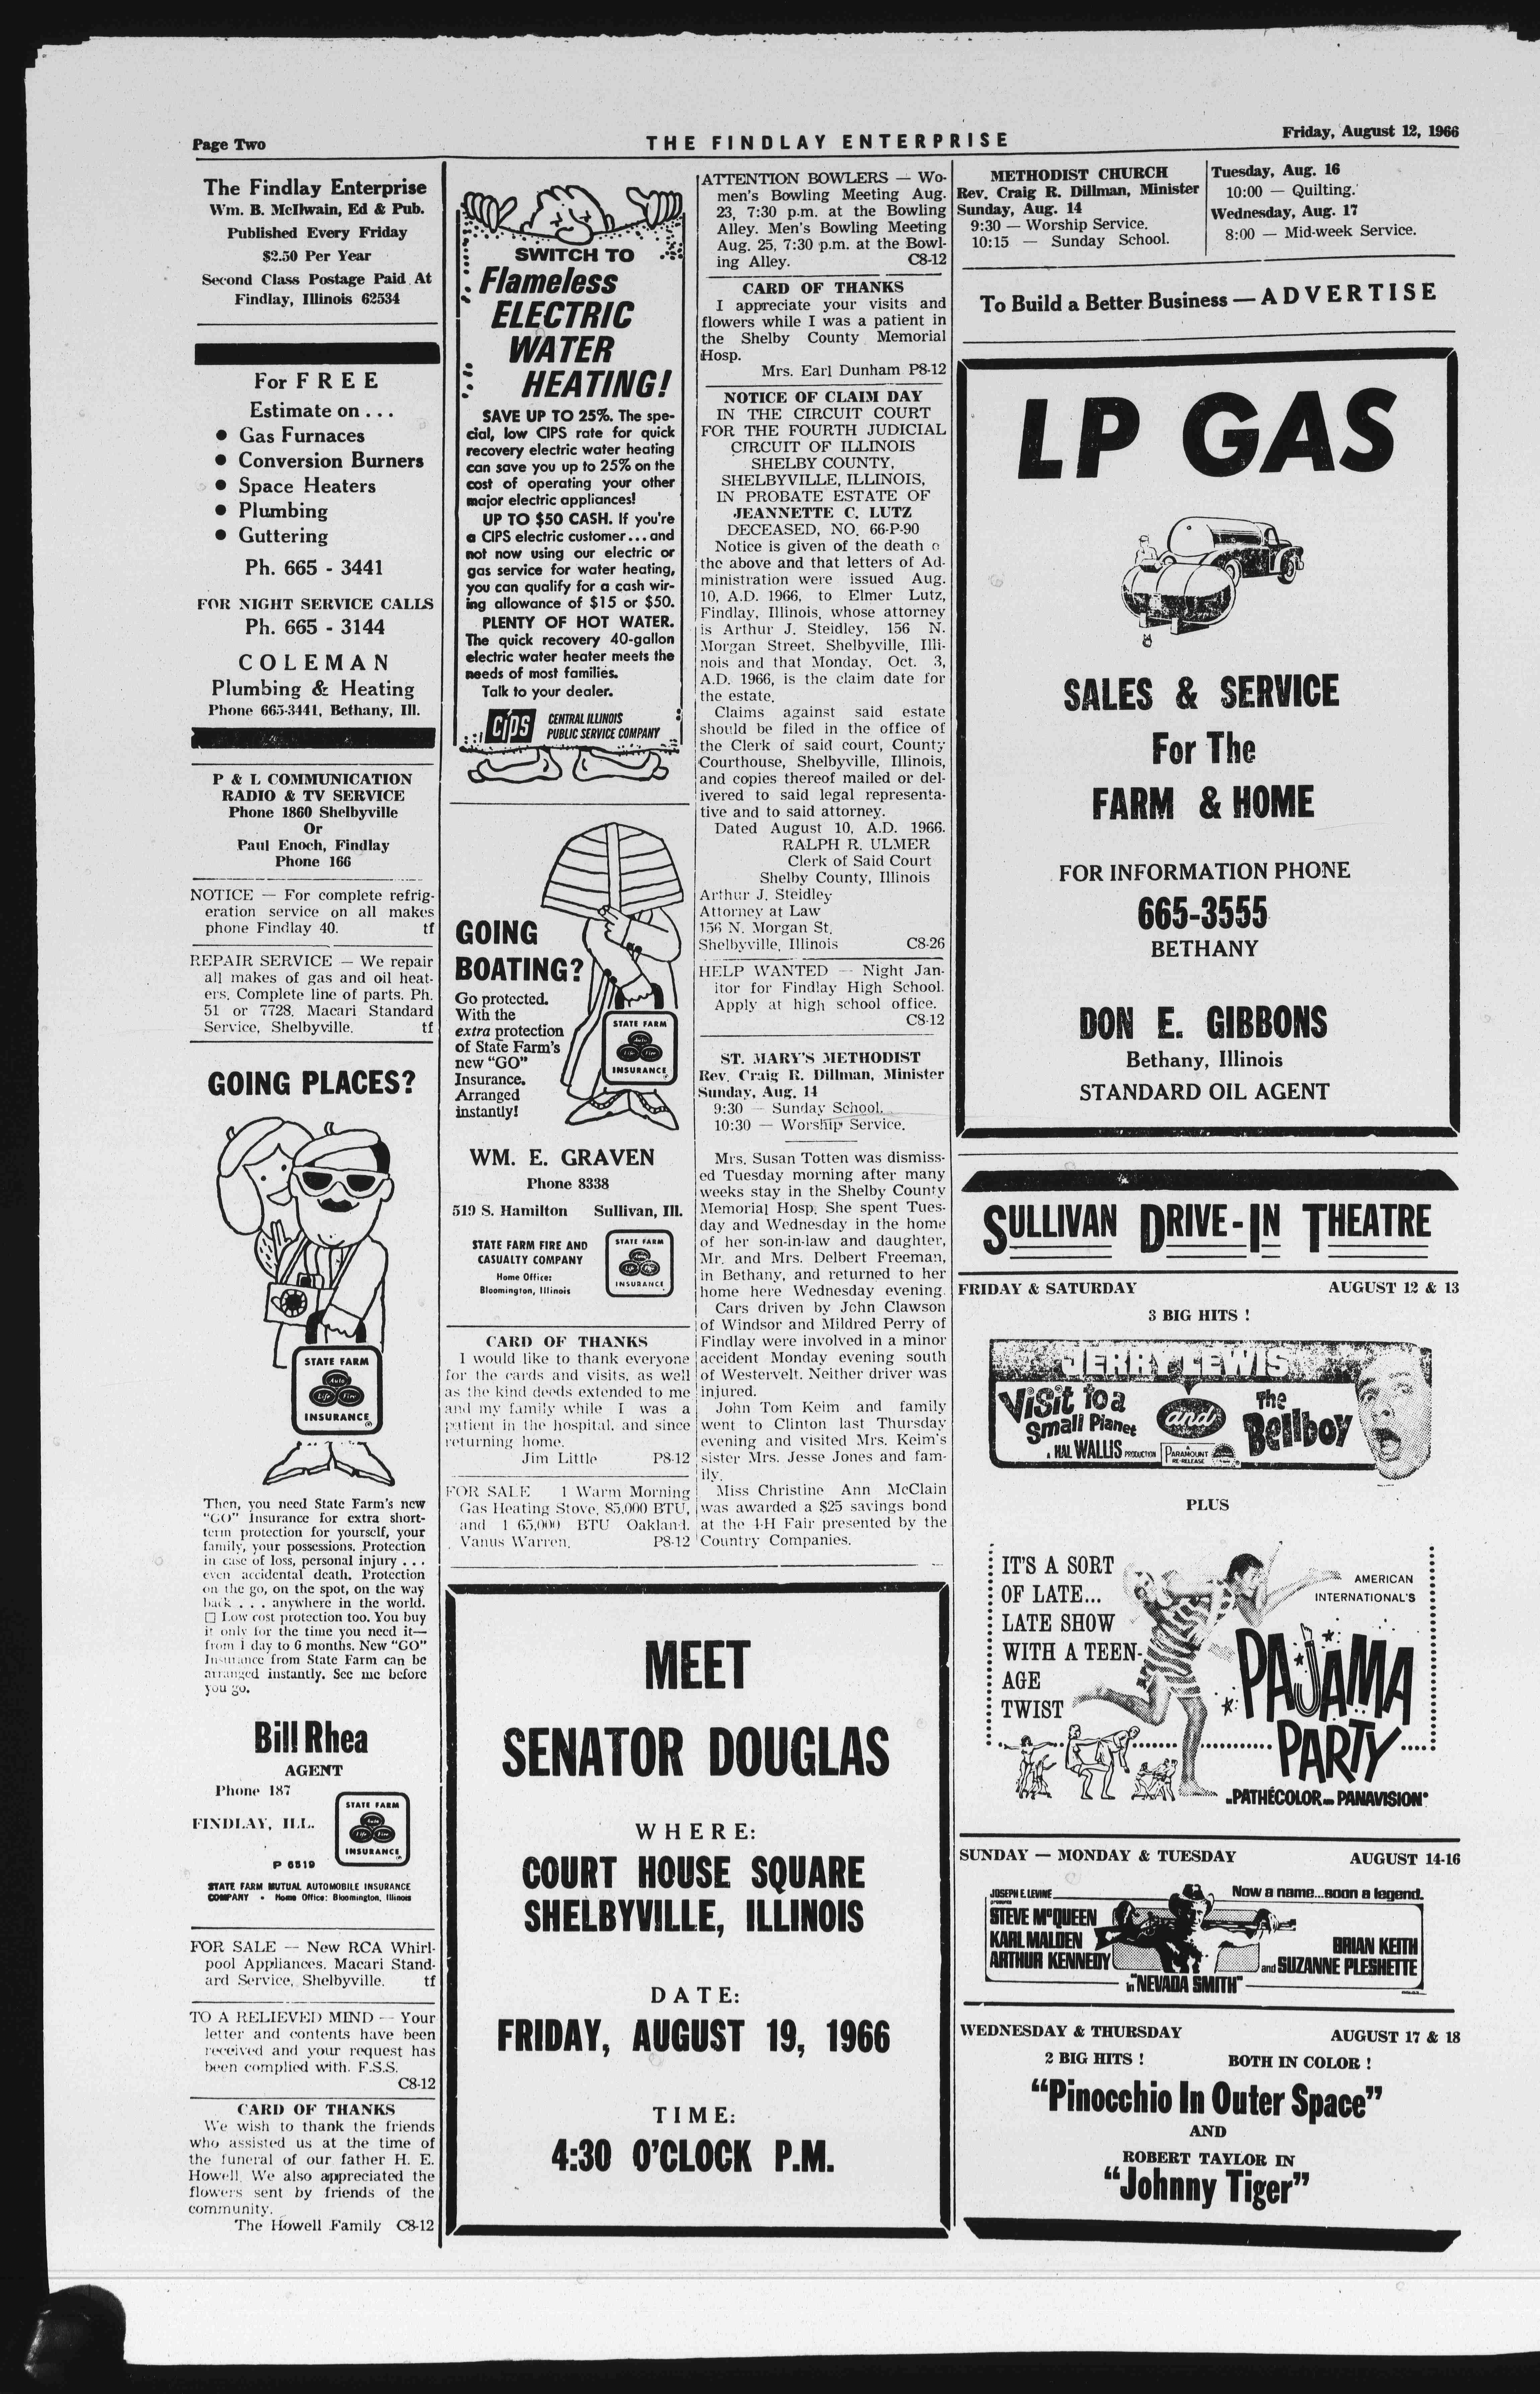 Page Two
THE FINDLAY ENTERPRISE
Friday, August 12, 1966
The Findlay Enterprise
Wm. B. McIlwain, Ed & Pub.
Published Every Friday
$2.50 Per Year
Second Class Postage Paid At
Findlay, Illinois 62534
For FREE
Estimate on . . .
• Gas Furnaces
• Conversion Burners
• Space Heaters
• Plumbing
• Guttering
Ph. 665 - 3441
FOR NIGHT SERVICE CALLS
Ph. 665 - 3144
COLEMAN
Plumbing & Heating
Phone 665-3441, Bethany, Ill.
P & L COMMUNICATION
RADIO & TV SERVICE
Phone 1860 Shelbyville
Or
Paul Enoch, Findlay
Phone 166
NOTICE — For complete refrig-
eration service on all makes
phone Findlay 40. tf
REPAIR SERVICE — We repair
all makes of gas and oil heat-
ers. Complete line of parts. Ph.
51 or 7728. Macari Standard
Service, Shelbyville. tf
GOING PLACES?
STATE FARM
Auto
Life Fire
INSURANCE
Then, you need State Farm's new
"GO" Insurance for extra short-
term protection for yourself, your
family, your possessions. Protection
in case of loss, personal injury . . .
even accidental death. Protection
on the go, on the spot, on the way
back . . . anywhere in the world.
□ Low cost protection too. You buy
it only for the time you need it—
from 1 day to 6 months. New "GO"
Insurance from State Farm can be
arranged instantly. See me before
you go.
Bill Rhea
AGENT
Phone 187
FINDLAY, ILL.
STATE FARM
Auto
Life Fire
INSURANCE
P 6519
STATE FARM MUTUAL AUTOMOBILE INSURANCE
COMPANY • Home Office: Bloomington, Illinois
FOR SALE — New RCA Whirl-
pool Appliances. Macari Stand-
ard Service, Shelbyville. tf
TO A RELIEVED MIND — Your
letter and contents have been
received and your request has
been complied with. F.S.S.
C8-12
CARD OF THANKS
We wish to thank the friends
who assisted us at the time of
the funeral of our father H. E.
Howell. We also appreciated the
flowers sent by friends of the
community.
The Howell Family C8-12
SWITCH TO
Flameless
ELECTRIC
WATER
HEATING!
SAVE UP TO 25%. The spe-
cial, low CIPS rate for quick
recovery electric water heating
can save you up to 25% on the
cost of operating your other
major electric appliances!
UP TO $50 CASH. If you're
a CIPS electric customer... and
not now using our electric or
gas service for water heating,
you can qualify for a cash wir-
ing allowance of $15 or $50.
PLENTY OF HOT WATER.
The quick recovery 40-gallon
electric water heater meets the
needs of most families.
Talk to your dealer.
CIPS
CENTRAL ILLINOIS
PUBLIC SERVICE COMPANY
GOING
BOATING?
Go protected.
With the
extra protection
of State Farm's
new "GO"
Insurance.
Arranged
instantly!
STATE FARM
Auto
Life Fire
INSURANCE
WM. E. GRAVEN
Phone 8338
519 S. Hamilton Sullivan, Ill.
STATE FARM FIRE AND
CASUALTY COMPANY
Home Office:
Bloomington, Illinois
STATE FARM
INSURANCE
CARD OF THANKS
I would like to thank everyone
for the cards and visits, as well
as the kind deeds extended to me
and my family while I was a
patient in the hospital, and since
returning home.
Jim Little P8-12
FOR SALE 1 Warm Morning
Gas Heating Stove, 85,000 BTU,
and 1 65,000 BTU Oakland.
Vanus Warren. P8-12
ATTENTION BOWLERS — Wo-
men's Bowling Meeting Aug.
23, 7:30 p.m. at the Bowling
Alley. Men's Bowling Meeting
Aug. 25, 7:30 p.m. at the Bowl-
ing Alley. C8-12
CARD OF THANKS
I appreciate your visits and
flowers while I was a patient in
the Shelby County Memorial
Hosp.
Mrs. Earl Dunham P8-12
NOTICE OF CLAIM DAY
IN THE CIRCUIT COURT
FOR THE FOURTH JUDICIAL
CIRCUIT OF ILLINOIS
SHELBY COUNTY,
SHELBYVILLE, ILLINOIS,
IN PROBATE ESTATE OF
JEANNETTE C. LUTZ
DECEASED, NO. 66-P-90
Notice is given of the death o
the above and that letters of Ad-
ministration were issued Aug.
10, A.D. 1966, to Elmer Lutz,
Findlay, Illinois, whose attorney
is Arthur J. Steidley, 156 N.
Morgan Street, Shelbyville, Illi-
nois and that Monday, Oct. 3,
A.D. 1966, is the claim date for
the estate.
Claims against said estate
should be filed in the office of
the Clerk of said court, County
Courthouse, Shelbyville, Illinois,
and copies thereof mailed or del-
ivered to said legal representa-
tive and to said attorney.
Dated August 10, A.D. 1966.
RALPH R. ULMER
Clerk of Said Court
Shelby County, Illinois
Arthur J. Steidley
Attorney at Law
156 N. Morgan St.
Shelbyville, Illinois C8-26
HELP WANTED — Night Jan-
itor for Findlay High School.
Apply at high school office.
C8-12
ST. MARY'S METHODIST
Rev. Craig R. Dillman, Minister
Sunday, Aug. 14
9:30 — Sunday School.
10:30 — Worship Service.
Mrs. Susan Totten was dismiss-
ed Tuesday morning after many
weeks stay in the Shelby County
Memorial Hosp. She spent Tues-
day and Wednesday in the home
of her son-in-law and daughter,
Mr. and Mrs. Delbert Freeman,
in Bethany, and returned to her
home here Wednesday evening.
Cars driven by John Clawson
of Windsor and Mildred Perry of
Findlay were involved in a minor
accident Monday evening south
of Westervelt. Neither driver was
injured.
John Tom Keim and family
went to Clinton last Thursday
evening and visited Mrs. Keim's
sister Mrs. Jesse Jones and fam-
ily.
Miss Christine Ann McClain
was awarded a $25 savings bond
at the 4-H Fair presented by the
Country Companies.
MEET
SENATOR DOUGLAS
WHERE:
COURT HOUSE SQUARE
SHELBYVILLE, ILLINOIS
DATE:
FRIDAY, AUGUST 19, 1966
TIME:
4:30 O'CLOCK P.M.
METHODIST CHURCH
Rev. Craig R. Dillman, Minister
Sunday, Aug. 14
9:30 — Worship Service.
10:15 — Sunday School.
Tuesday, Aug. 16
10:00 — Quilting.
Wednesday, Aug. 17
8:00 — Mid-week Service.
To Build a Better Business — ADVERTISE
LP GAS
SALES & SERVICE
For The
FARM & HOME
FOR INFORMATION PHONE
665-3555
BETHANY
DON E. GIBBONS
Bethany, Illinois
STANDARD OIL AGENT
SULLIVAN DRIVE-IN THEATRE
FRIDAY & SATURDAY AUGUST 12 & 13
3 BIG HITS !
JERRY LEWIS
Visit to a
Small Planet
and
The
Bellboy
A HAL WALLIS PRODUCTION
A PARAMOUNT
RE-RELEASE
PLUS
IT'S A SORT
OF LATE...
LATE SHOW
WITH A TEEN-
AGE
TWIST
AMERICAN
INTERNATIONAL'S
PAJAMA
PARTY
PATHÉCOLOR PANAVISION
SUNDAY — MONDAY & TUESDAY AUGUST 14-16
JOSEPH E. LEVINE
presents
Now a name...soon a legend.
STEVE McQUEEN
KARL MALDEN
ARTHUR KENNEDY
BRIAN KEITH
and SUZANNE PLESHETTE
in "NEVADA SMITH"
WEDNESDAY & THURSDAY AUGUST 17 & 18
2 BIG HITS ! BOTH IN COLOR !
"Pinocchio In Outer Space"
AND
ROBERT TAYLOR IN
"Johnny Tiger"